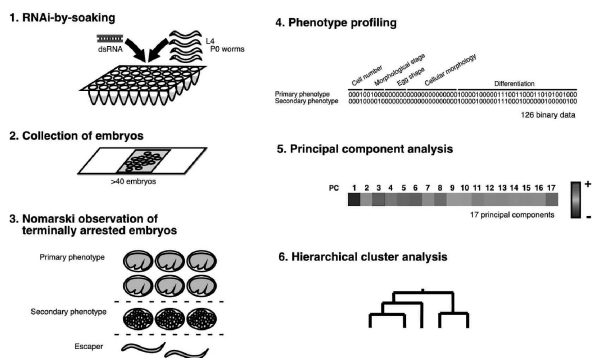 1. RNAi-by-soaking
dsRNA
L4
P0 worms
2. Collection of embryos
>40 embryos
3. Nomarski observation of
terminally arrested embryos
Primary phenotype
Secondary phenotype
Escaper
4. Phenotype profiling
Cell number
Morphological stage
Egg shape
Cellular morphology
Differentiation
Primary phenotype
Secondary phenotype
126 binary data
5. Principal component analysis
PC 1 2 3 4 5 6 7 8 9 10 11 12 13 14 15 16 17
+
-
17 principal components
6. Hierarchical cluster analysis